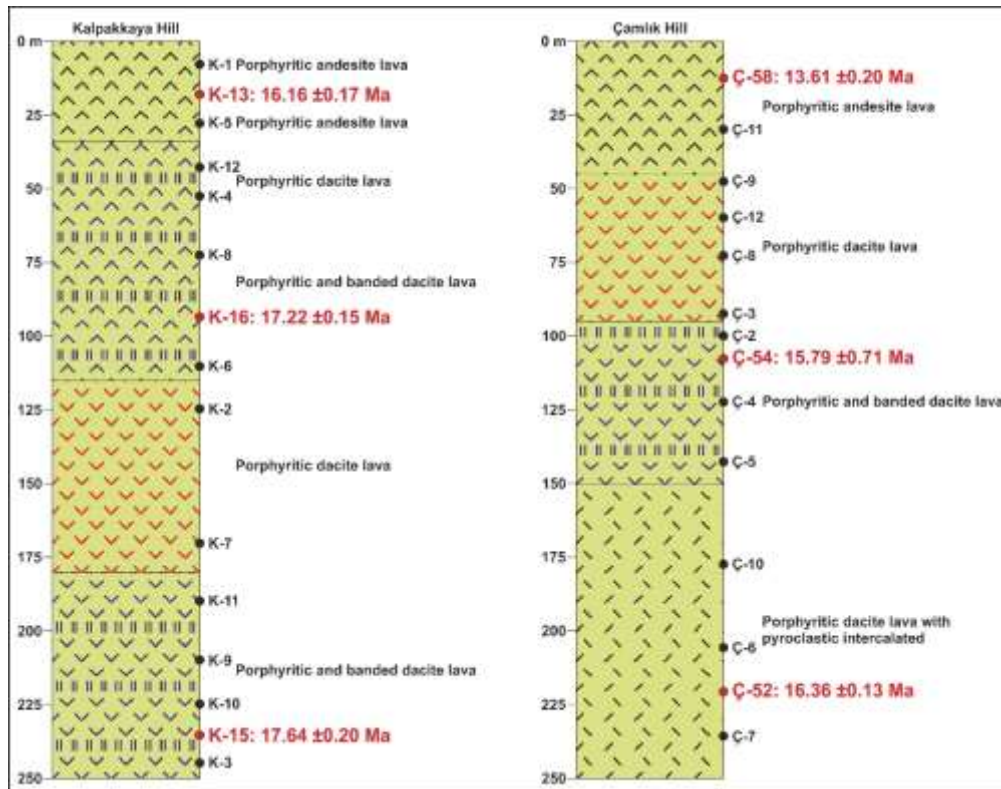 Kalpakkaya Hill
0 m
K-1 Porphyritic andesite lava
K-13: 16.16 ±0.17 Ma
25
K-5 Porphyritic andesite lava
K-12
Porphyritic dacite lava
50
K-4
K-8
75
Porphyritic and banded dacite lava
K-16: 17.22 ±0.15 Ma
100
K-6
125
K-2
Porphyritic dacite lava
150
K-7
175
K-11
200
K-9
Porphyritic and banded dacite lava
225
K-10
K-15: 17.64 ±0.20 Ma
K-3
250
Çamlık Hill
0 m
Ç-58: 13.61 ±0.20 Ma
Porphyritic andesite lava
25
Ç-11
Ç-9
50
Ç-12
Porphyritic dacite lava
75
Ç-8
Ç-3
100
Ç-2
Ç-54: 15.79 ±0.71 Ma
Ç-4 Porphyritic and banded dacite lava
125
Ç-5
150
175
Ç-10
Porphyritic dacite lava with
pyroclastic intercalated
200
Ç-6
Ç-52: 16.36 ±0.13 Ma
225
Ç-7
250